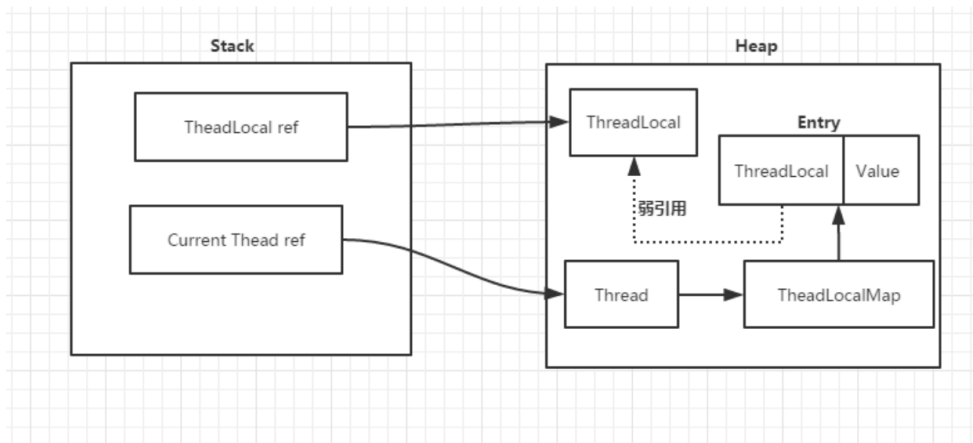 Stack
TheadLocal ref
Current Thead ref
Heap
ThreadLocal
Entry
ThreadLocal
Value
弱引用
Thread
TheadLocalMap